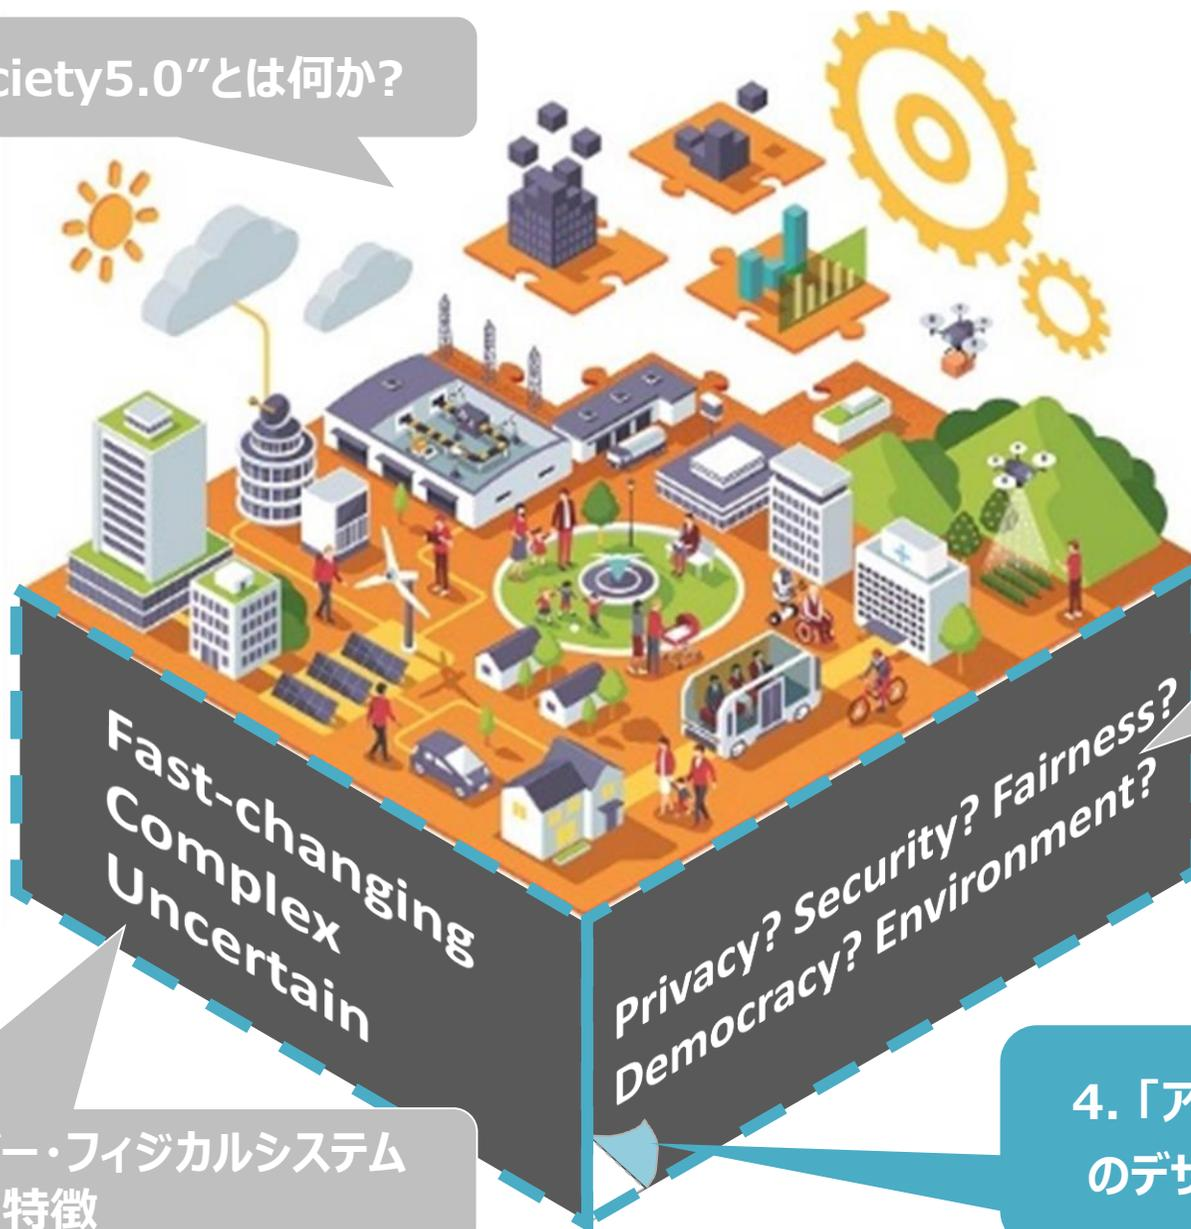 ciety5.0”とは何か?
Fast-changing
Complex
Uncertain
Privacy? Security? Fairness?
Democracy? Environment?
ー・フィジカルシステム
特徴
4.「ア
のデザ